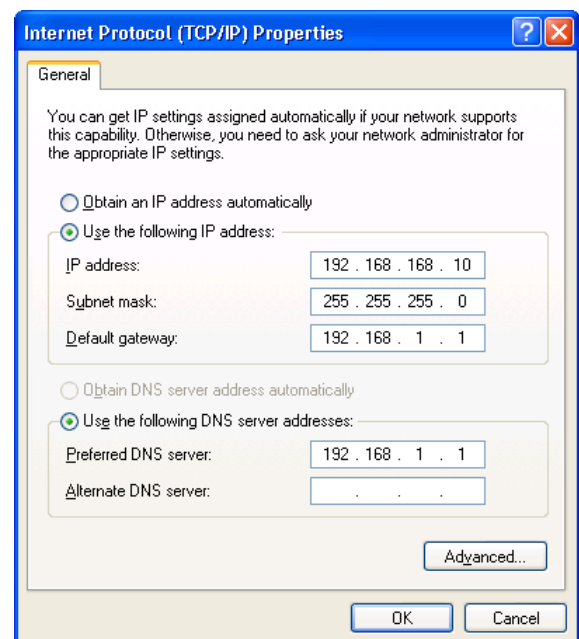 Internet Protocol (TCP/IP) Properties
General
You can get IP settings assigned automatically if your network supports
this capability. Otherwise, you need to ask your network administrator for
the appropriate IP settings.
Obtain an IP address automatically
Use the following IP address:
IP address: 192 . 168 . 168 . 10
Subnet mask: 255 . 255 . 255 . 0
Default gateway: 192 . 168 . 1 . 1
Obtain DNS server address automatically
Use the following DNS server addresses:
Preferred DNS server: 192 . 168 . 1 . 1
Alternate DNS server: . . .
Advanced...
OK Cancel